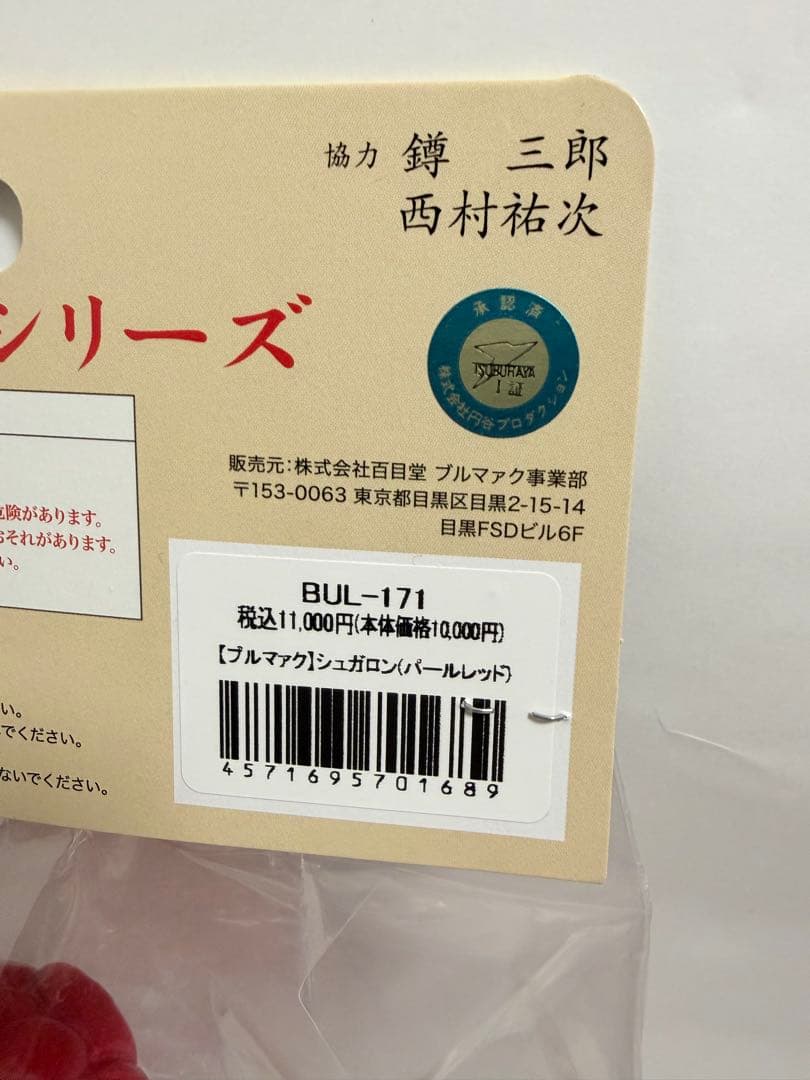 協力 鐏 三郎
西村祐次
シリーズ
承認済
TSUBURAYA
証
株式会社円谷プロダクション
販売元:株式会社百目堂 ブルマァク事業部
〒153-0063 東京都目黒区目黒2-15-14
目黒FSDビル6F
危険があります。
おそれがあります。
い。
BUL-171
税込11,000円(本体価格10,000円)
【ブルマァク】シュガロン(パールレッド)
4571695701689
い。
でください。
ないでください。